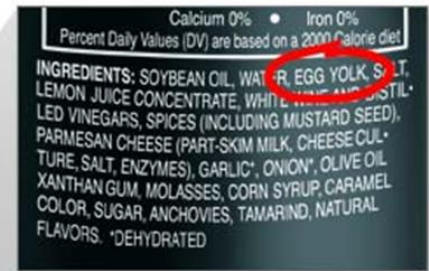 Calcium 0% • Iron 0%
Percent Daily Values (DV) are based on a 2000 Calorie diet
INGREDIENTS: SOYBEAN OIL, WATER, EGG YOLK, SALT,
LEMON JUICE CONCENTRATE, WHITE WINE AND DISTIL-
LED VINEGARS, SPICES (INCLUDING MUSTARD SEED),
PARMESAN CHEESE (PART-SKIM MILK, CHEESE CUL-
TURE, SALT, ENZYMES), GARLIC*, ONION*, OLIVE OIL
XANTHAN GUM, MOLASSES, CORN SYRUP, CARAMEL
COLOR, SUGAR, ANCHOVIES, TAMARIND, NATURAL
FLAVORS. *DEHYDRATED